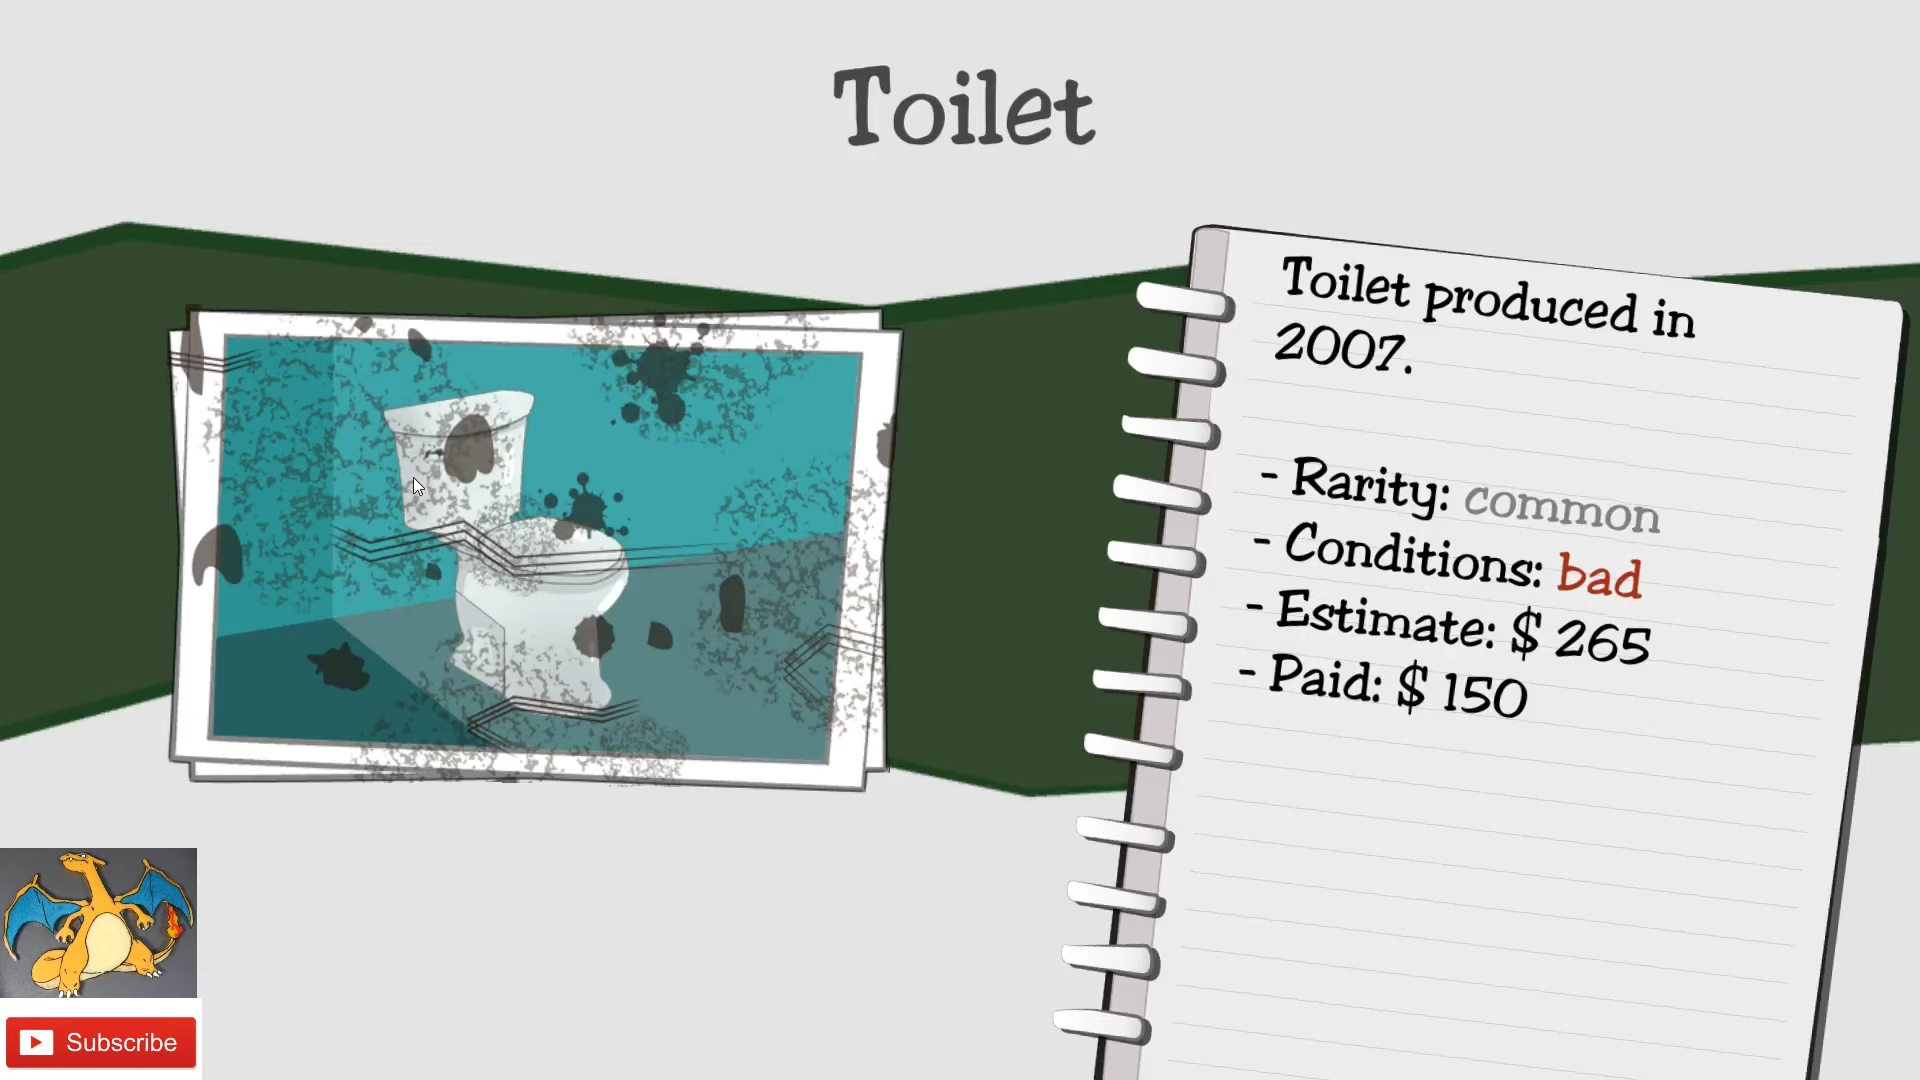 Toilet
Toilet produced in
2007.
- Rarity: common
- Conditions: bad
- Estimate: $ 265
- Paid: $ 150
Subscribe